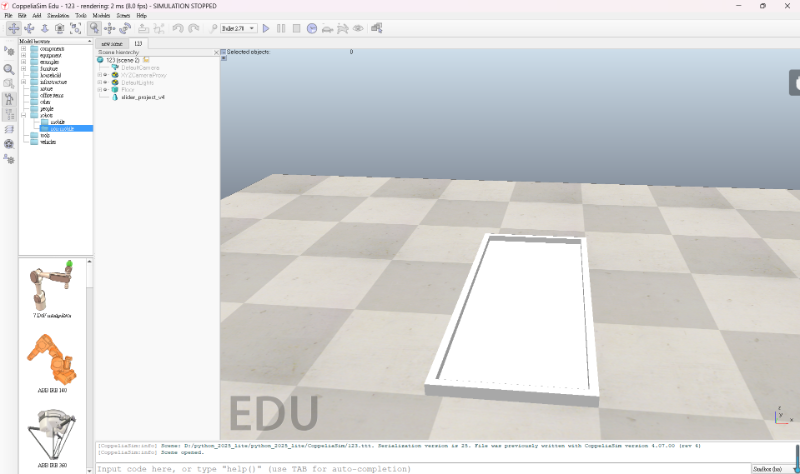 CoppeliaSim Edu - 123 - rendering: 2 ms (8.0 fps) - SIMULATION STOPPED
File Edit Add Simulation Tools Modules Scenes Help
Bullet 2.78
Model browser
components
equipment
examples
furniture
household
infrastructure
nature
office items
other
people
robots
mobile
non-mobile
tools
vehicles
7 DoF manipulator
ABB IRB 140
ABB IRB 360
new scene 123
Scene hierarchy
123 (scene 2)
DefaultCamera
XYZCameraProxy
DefaultLights
Floor
slider_project_v4
Selected objects: 0
EDU
z
y
x
[CoppeliaSim:info] Scene: D:/python_2025_lite/python_2025_lite/CoppeliaSim/123.ttt. Serialization version is 25. File was previously written with CoppeliaSim version 4.07.00 (rev 4)
[CoppeliaSim:info] Scene opened.
Input code here, or type "help()" (use TAB for auto-completion)
Sandbox (lua)